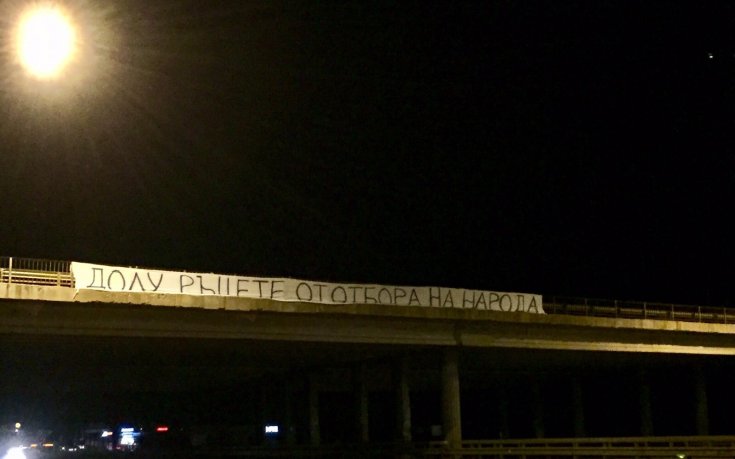 ДОЛУ РЪЦЕТЕ ОТ ОТБОРА НА НАРОДА